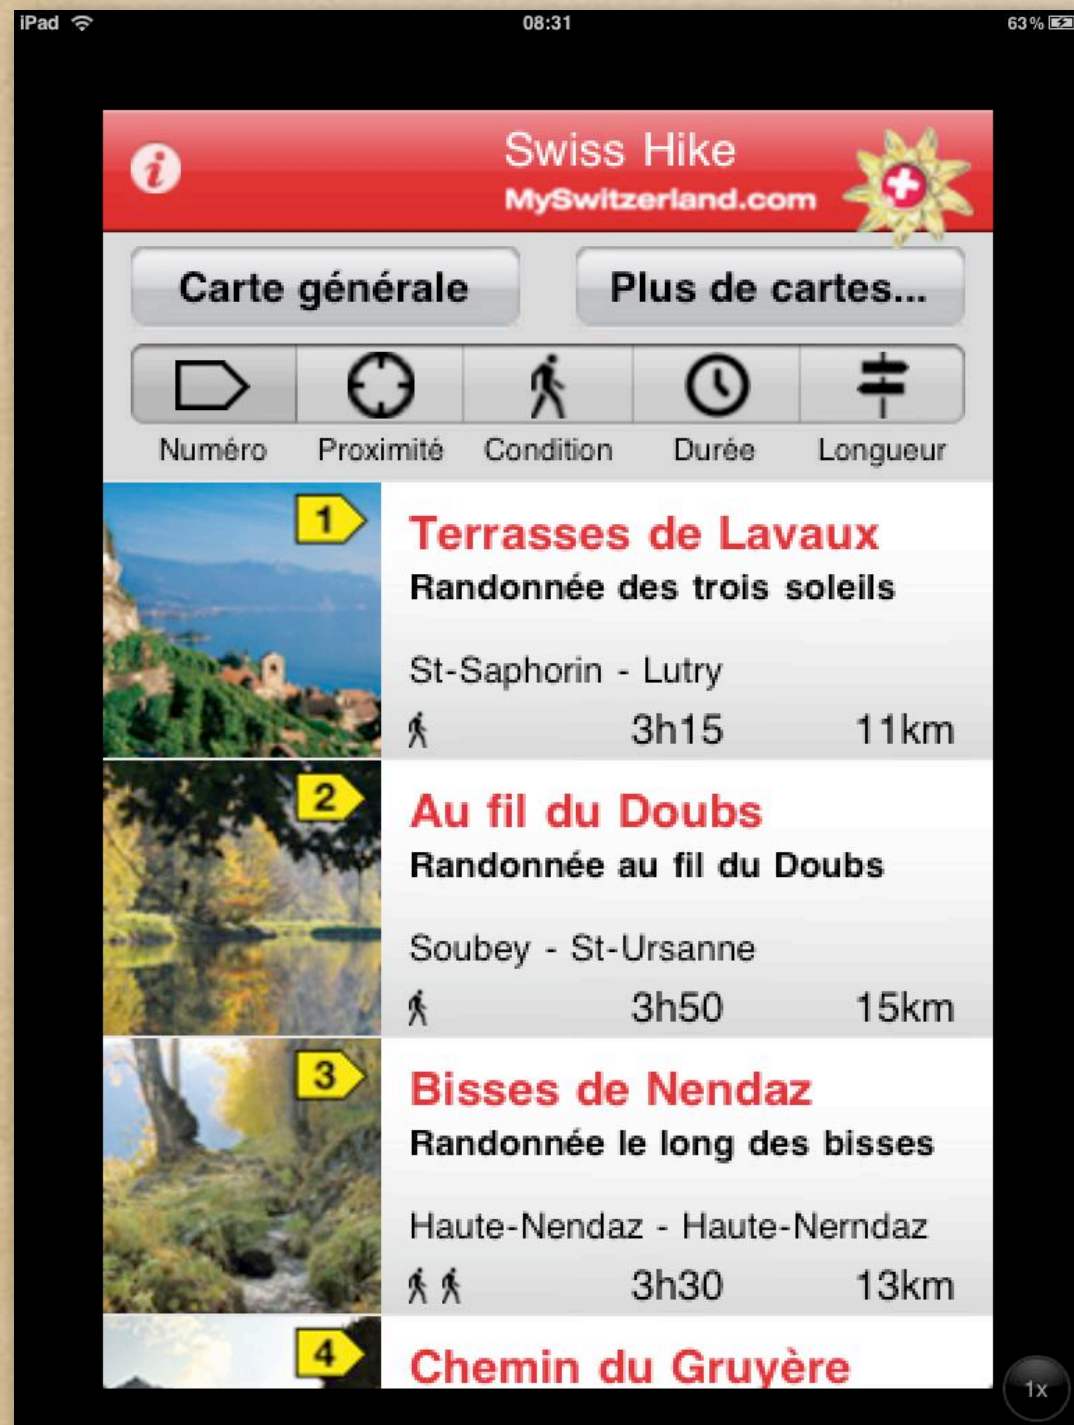 iPad 08:31 63%
Swiss Hike
MySwitzerland.com
Carte générale Plus de cartes...
Numéro Proximité Condition Durée Longueur
1
Terrasses de Lavaux
Randonnée des trois soleils
St-Saphorin - Lutry
3h15 11km
2
Au fil du Doubs
Randonnée au fil du Doubs
Soubey - St-Ursanne
3h50 15km
3
Bisses de Nendaz
Randonnée le long des bisses
Haute-Nendaz - Haute-Nerndaz
3h30 13km
4
Chemin du Gruyère
1x